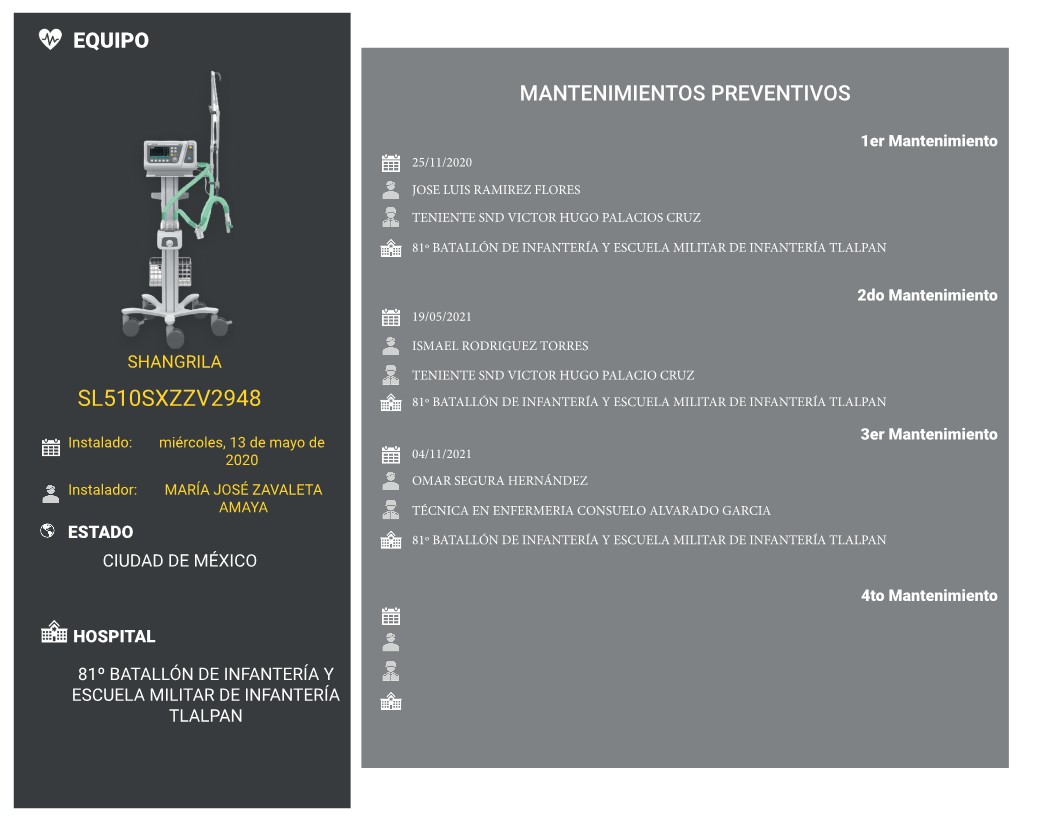 EQUIPO
SHANGRILA
SL510SXZZV2948
Instalado: miércoles, 13 de mayo de
2020
Instalador: MARÍA JOSÉ ZAVALETA
AMAYA
ESTADO
CIUDAD DE MÉXICO
HOSPITAL
81º BATALLÓN DE INFANTERÍA Y
ESCUELA MILITAR DE INFANTERÍA
TLALPAN
MANTENIMIENTOS PREVENTIVOS
1er Mantenimiento
25/11/2020
JOSE LUIS RAMIREZ FLORES
TENIENTE SND VICTOR HUGO PALACIOS CRUZ
81º BATALLÓN DE INFANTERÍA Y ESCUELA MILITAR DE INFANTERÍA TLALPAN
2do Mantenimiento
19/05/2021
ISMAEL RODRIGUEZ TORRES
TENIENTE SND VICTOR HUGO PALACIO CRUZ
81º BATALLÓN DE INFANTERÍA Y ESCUELA MILITAR DE INFANTERÍA TLALPAN
3er Mantenimiento
04/11/2021
OMAR SEGURA HERNÁNDEZ
TÉCNICA EN ENFERMERIA CONSUELO ALVARADO GARCIA
81º BATALLÓN DE INFANTERÍA Y ESCUELA MILITAR DE INFANTERÍA TLALPAN
4to Mantenimiento